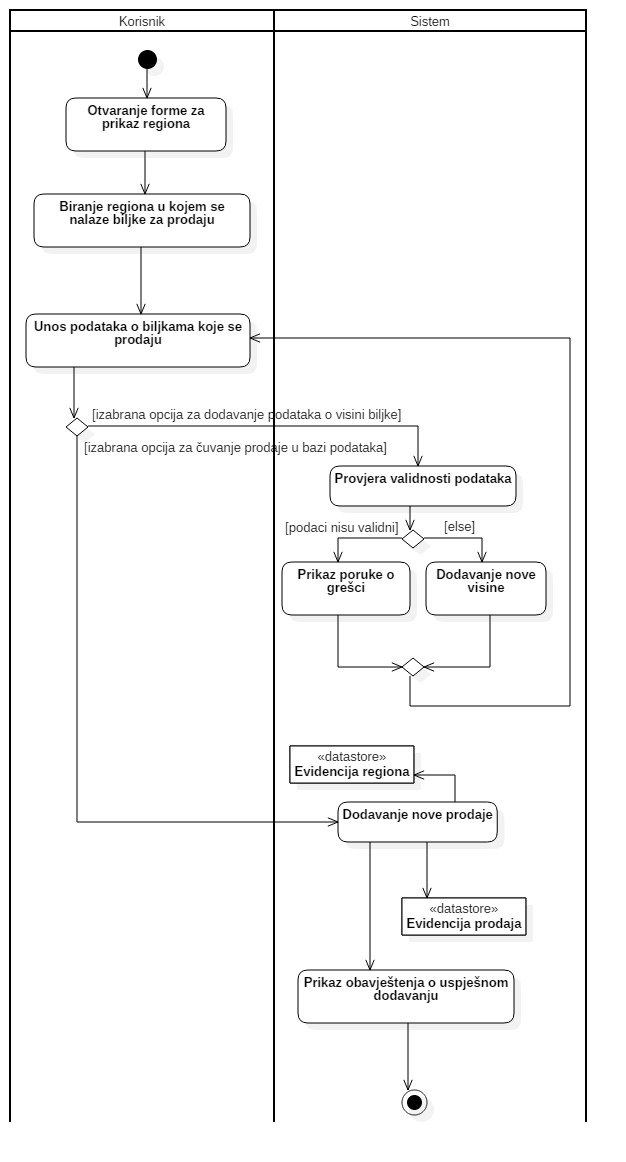 Korisnik
Sistem
Otvaranje forme za
prikaz regiona
Biranje regiona u kojem se
nalaze biljke za prodaju
Unos podataka o biljkama koje se
prodaju
[izabrana opcija za dodavanje podataka o visini biljke]
[izabrana opcija za čuvanje prodaje u bazi podataka]
Provjera validnosti podataka
[podaci nisu validni]
[else]
Prikaz poruke o
grešci
Dodavanje nove
visine
«datastore»
Evidencija regiona
Dodavanje nove prodaje
«datastore»
Evidencija prodaja
Prikaz obavještenja o uspješnom
dodavanju